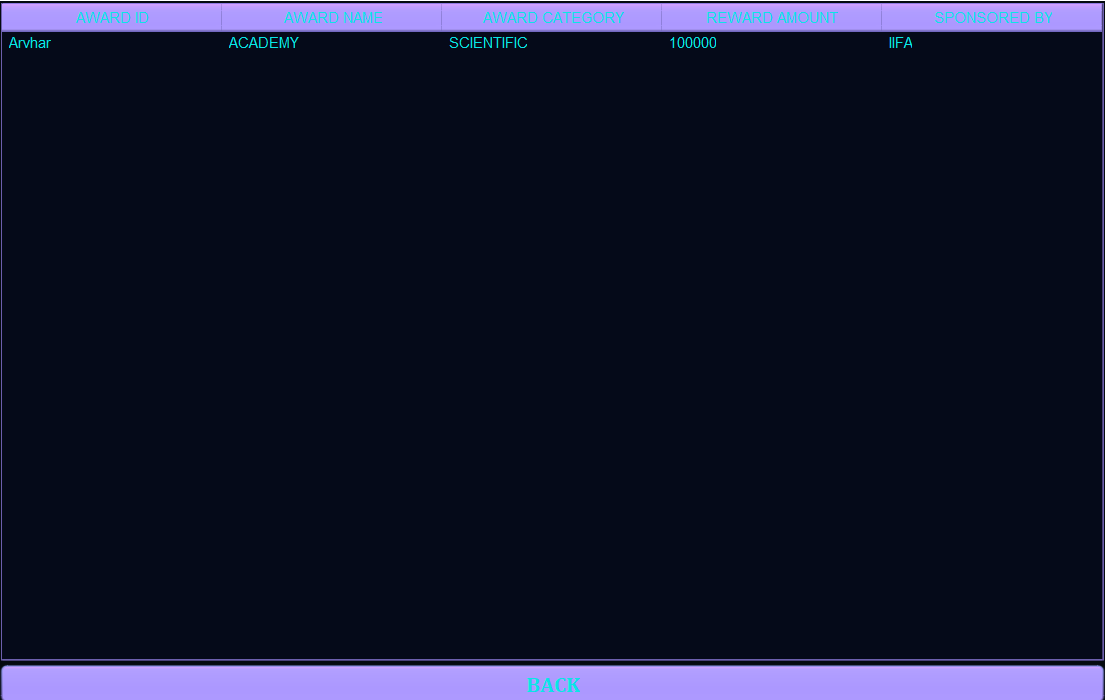 AWARD ID AWARD NAME AWARD CATEGORY REWARD AMOUNT SPONSORED BY
Arvhar ACADEMY SCIENTIFIC 100000 IIFA
BACK